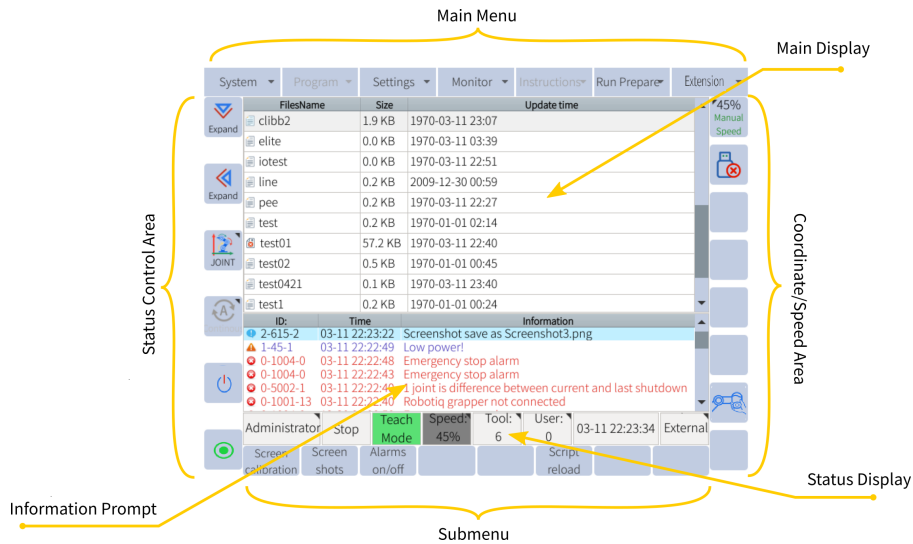 Main Menu
Main Display
System Program Settings Monitor Instructions Run Prepare Extension
Expand
Expand
JOINT
A
Status Control Area
FilesName Size Update time
clibb2 1.9 KB 1970-03-11 23:07
elite 0.0 KB 1970-03-11 03:39
iotest 0.0 KB 1970-03-11 22:51
line 0.2 KB 2009-12-30 00:59
pee 0.2 KB 1970-03-11 22:27
test 0.2 KB 1970-01-01 02:14
test01 57.2 KB 1970-03-11 22:40
test02 0.5 KB 1970-01-01 00:45
test0421 0.1 KB 1970-03-11 23:40
test1 0.2 KB 1970-01-01 00:24
ID: Time Information
2-615-2 03-11 22:23:22 Screenshot save as Screenshot3.png
1-45-1 03-11 22:22:49 Low power!
0-1004-0 03-11 22:22:48 Emergency stop alarm
0-1004-0 03-11 22:22:43 Emergency stop alarm
0-5002-1 03-11 22:22:40 1 joint is difference between current and last shutdown
0-1001-13 03-11 22:22:40 Robotiq grapper not connected
45%
Manual
Speed
Coordinate/Speed Area
Administrator Stop Teach Mode Speed: 45% Tool: 6 User: 0 03-11 22:23:34 External
Screen calibration Screen shots Alarms on/off Script reload
Status Display
Information Prompt
Submenu